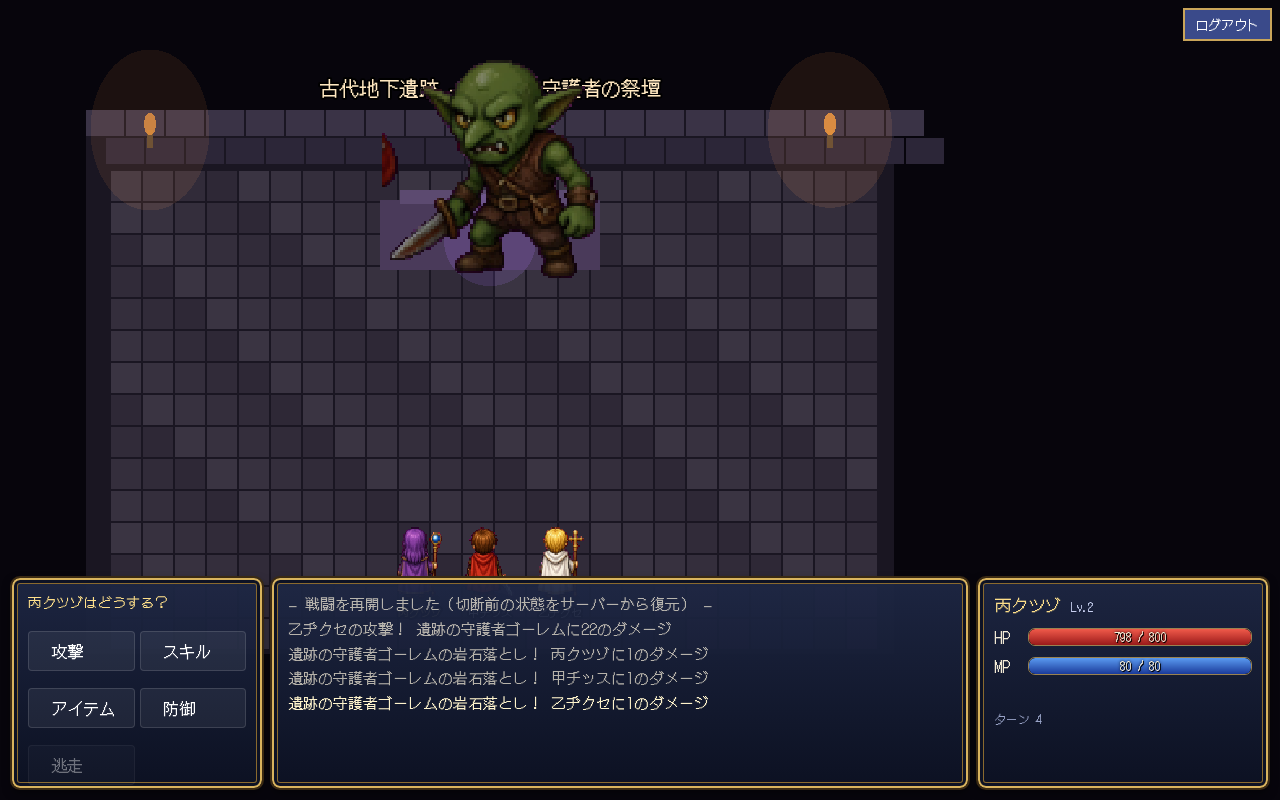 ログアウト
古代地下遺跡 - 守護者の祭壇
丙クツゾはどうする?
攻撃
スキル
アイテム
防御
逃走
— 戦闘を再開しました（切断前の状態をサーバーから復元） —
乙ヂクセの攻撃！ 遺跡の守護者ゴーレムに22のダメージ
遺跡の守護者ゴーレムの岩石落とし！ 丙クツゾに1のダメージ
遺跡の守護者ゴーレムの岩石落とし！ 甲チッスに1のダメージ
遺跡の守護者ゴーレムの岩石落とし！ 乙ヂクセに1のダメージ
丙クツゾ Lv.2
HP 798 / 800
MP 80 / 80
ターン 4